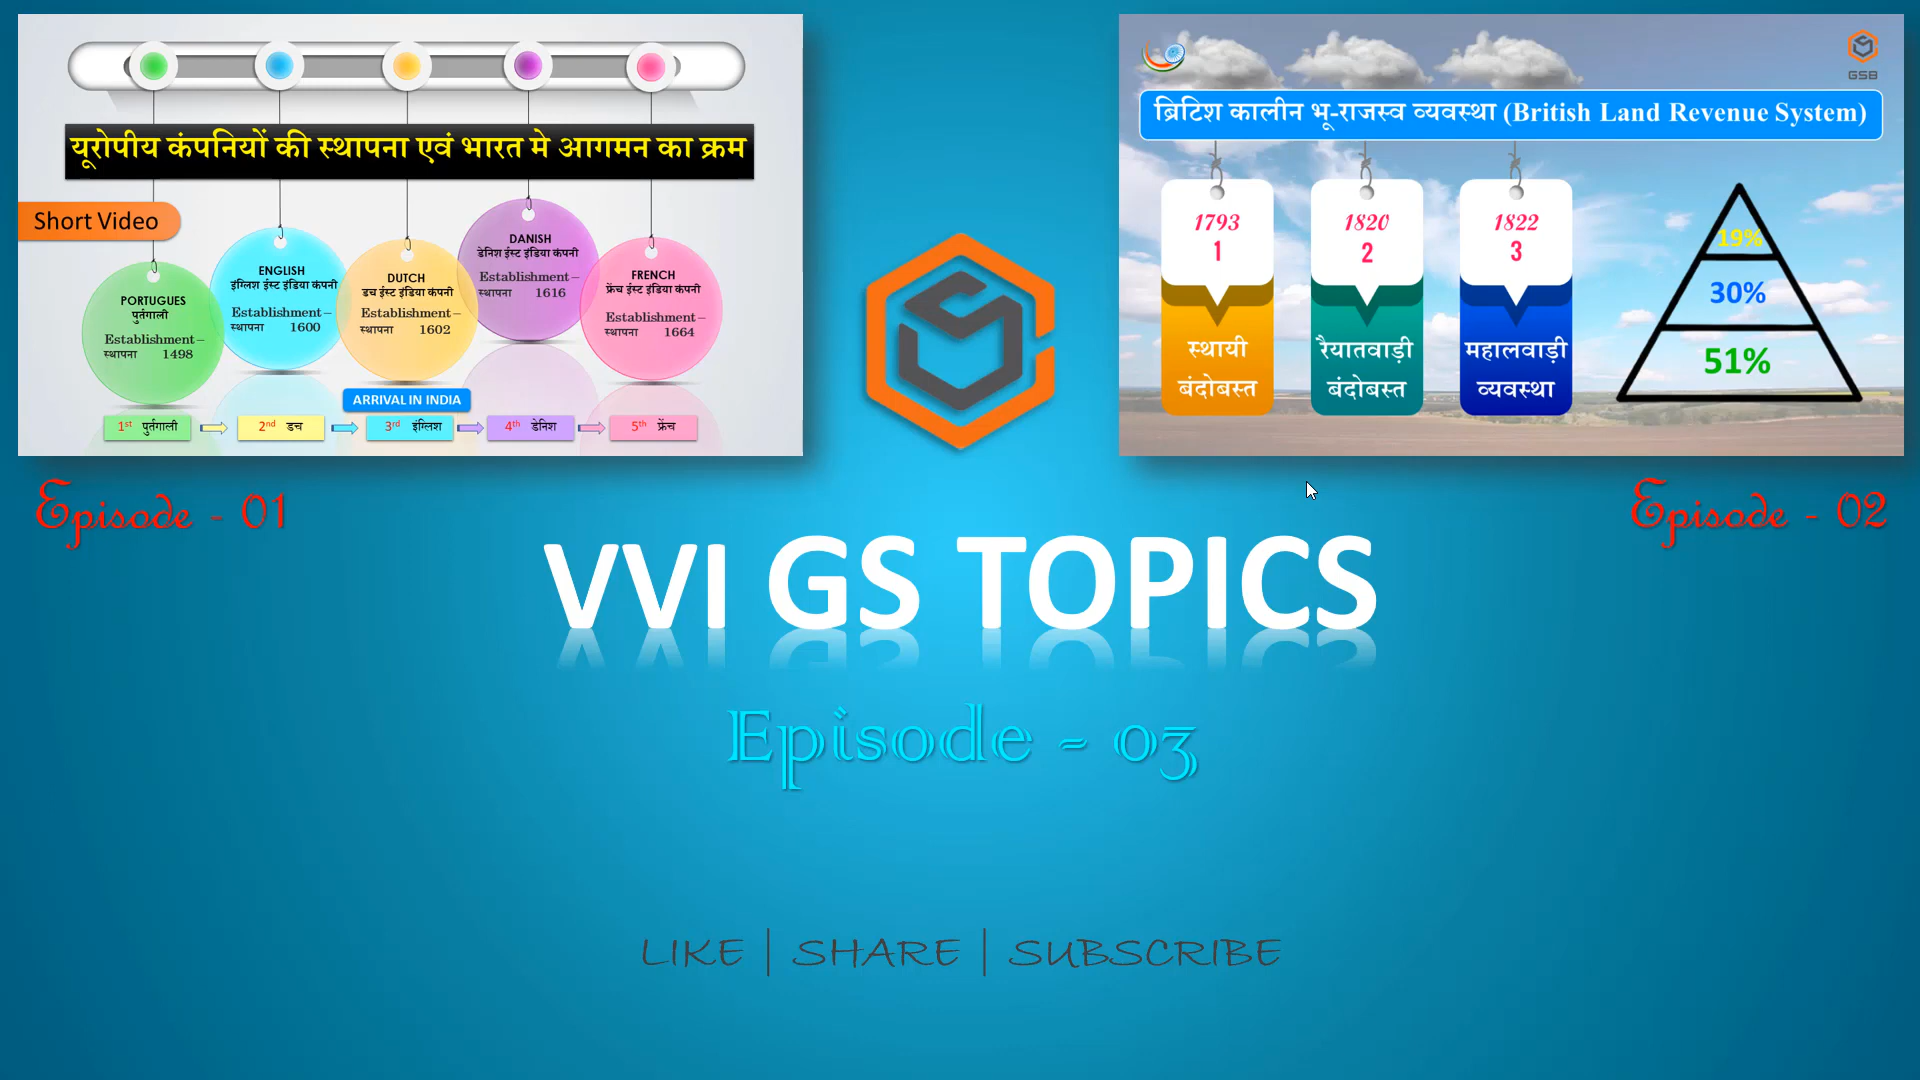 यूरोपीय कंपनियों की स्थापना एवं भारत मे आगमन का क्रम
Short Video
PORTUGUES
पुर्तगाली
Establishment–
स्थापना 1498
ENGLISH
इंग्लिश ईस्ट इंडिया कंपनी
Establishment–
स्थापना 1600
DUTCH
डच ईस्ट इंडिया कंपनी
Establishment–
स्थापना 1602
DANISH
डेनिश ईस्ट इंडिया कंपनी
Establishment–
स्थापना 1616
FRENCH
फ्रेंच ईस्ट इंडिया कंपनी
Establishment–
स्थापना 1664
ARRIVAL IN INDIA
1st पुर्तगाली
2nd डच
3rd इंग्लिश
4th डेनिश
5th फ्रेंच
Episode - 01
GSB
ब्रिटिश कालीन भू-राजस्व व्यवस्था (British Land Revenue System)
1793
1
स्थायी
बंदोबस्त
1820
2
रैयातवाड़ी
बंदोबस्त
1822
3
महालवाड़ी
व्यवस्था
19%
30%
51%
Episode - 02
VVI GS TOPICS
Episode - 03
LIKE | SHARE | SUBSCRIBE